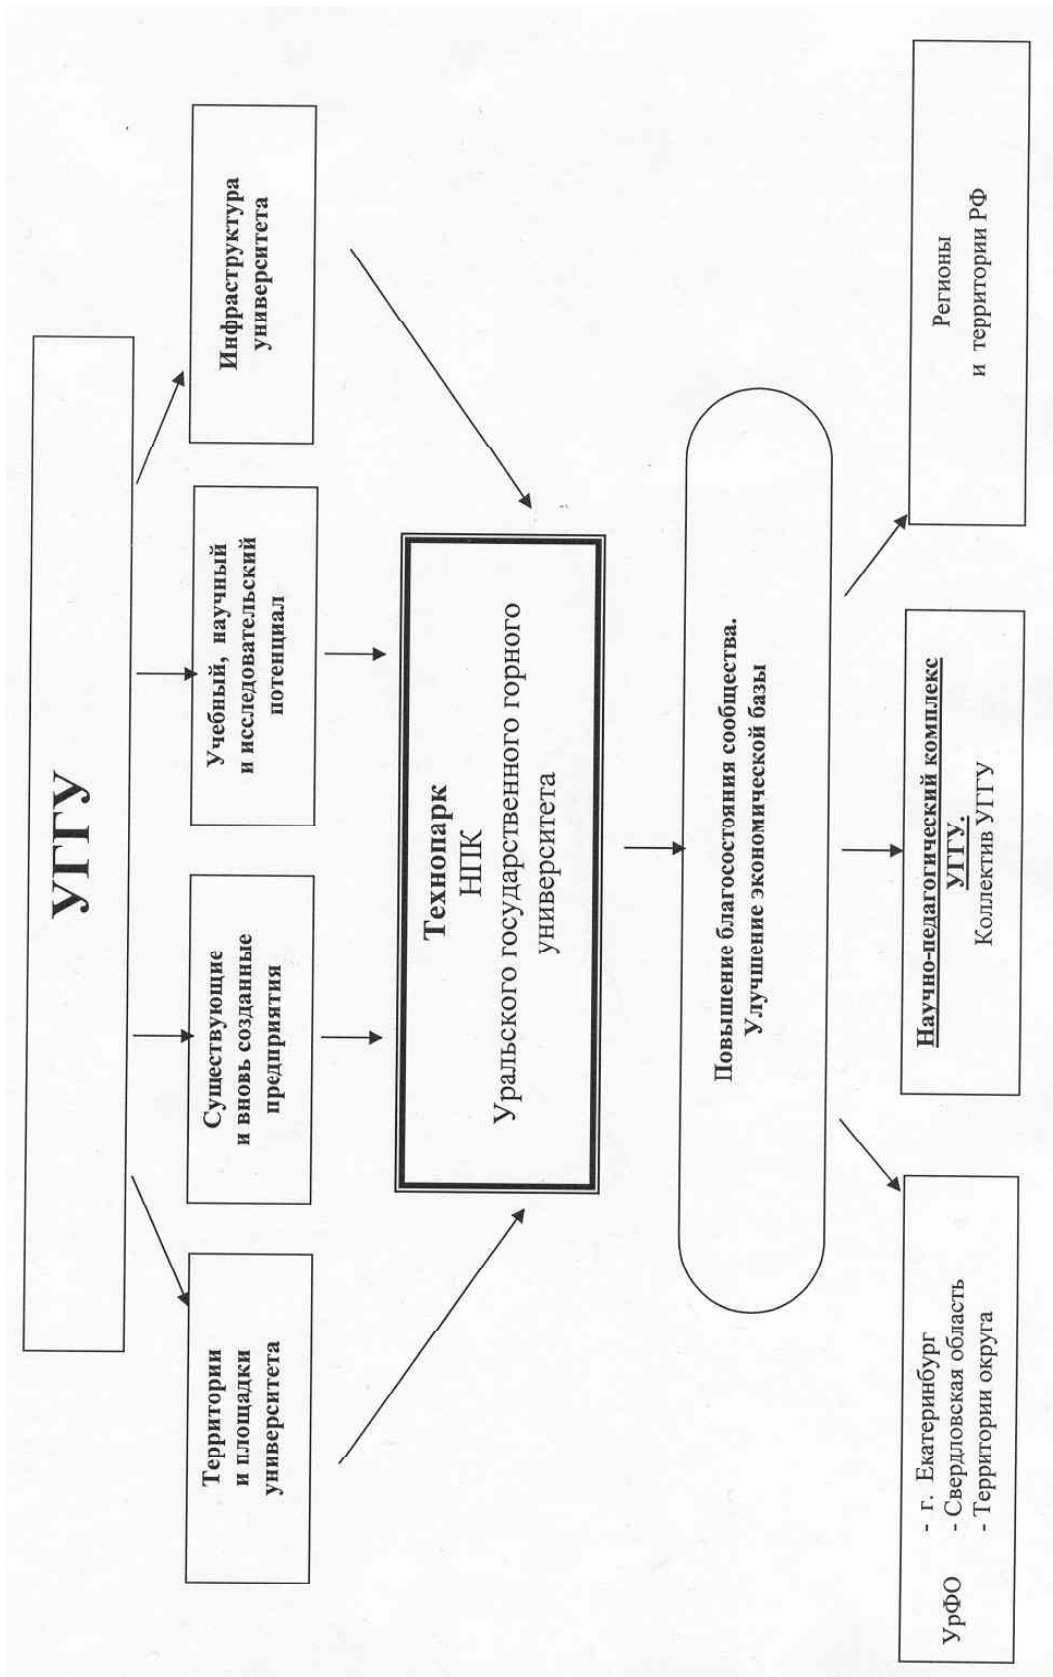 УГГУ
Территории
и площадки
университета
Существующие
и вновь созданные
предприятия
Учебный, научный
и исследовательский
потенциал
Инфраструктура
университета
Технопарк
НПК
Уральского государственного горного
университета
Повышение благосостояния сообщества.
Улучшение экономической базы
- г. Екатеринбург
УрФО - Свердловская область
- Территории округа
Научно-педагогический комплекс
УГГУ.
Коллектив УГГУ
Регионы
и территории РФ